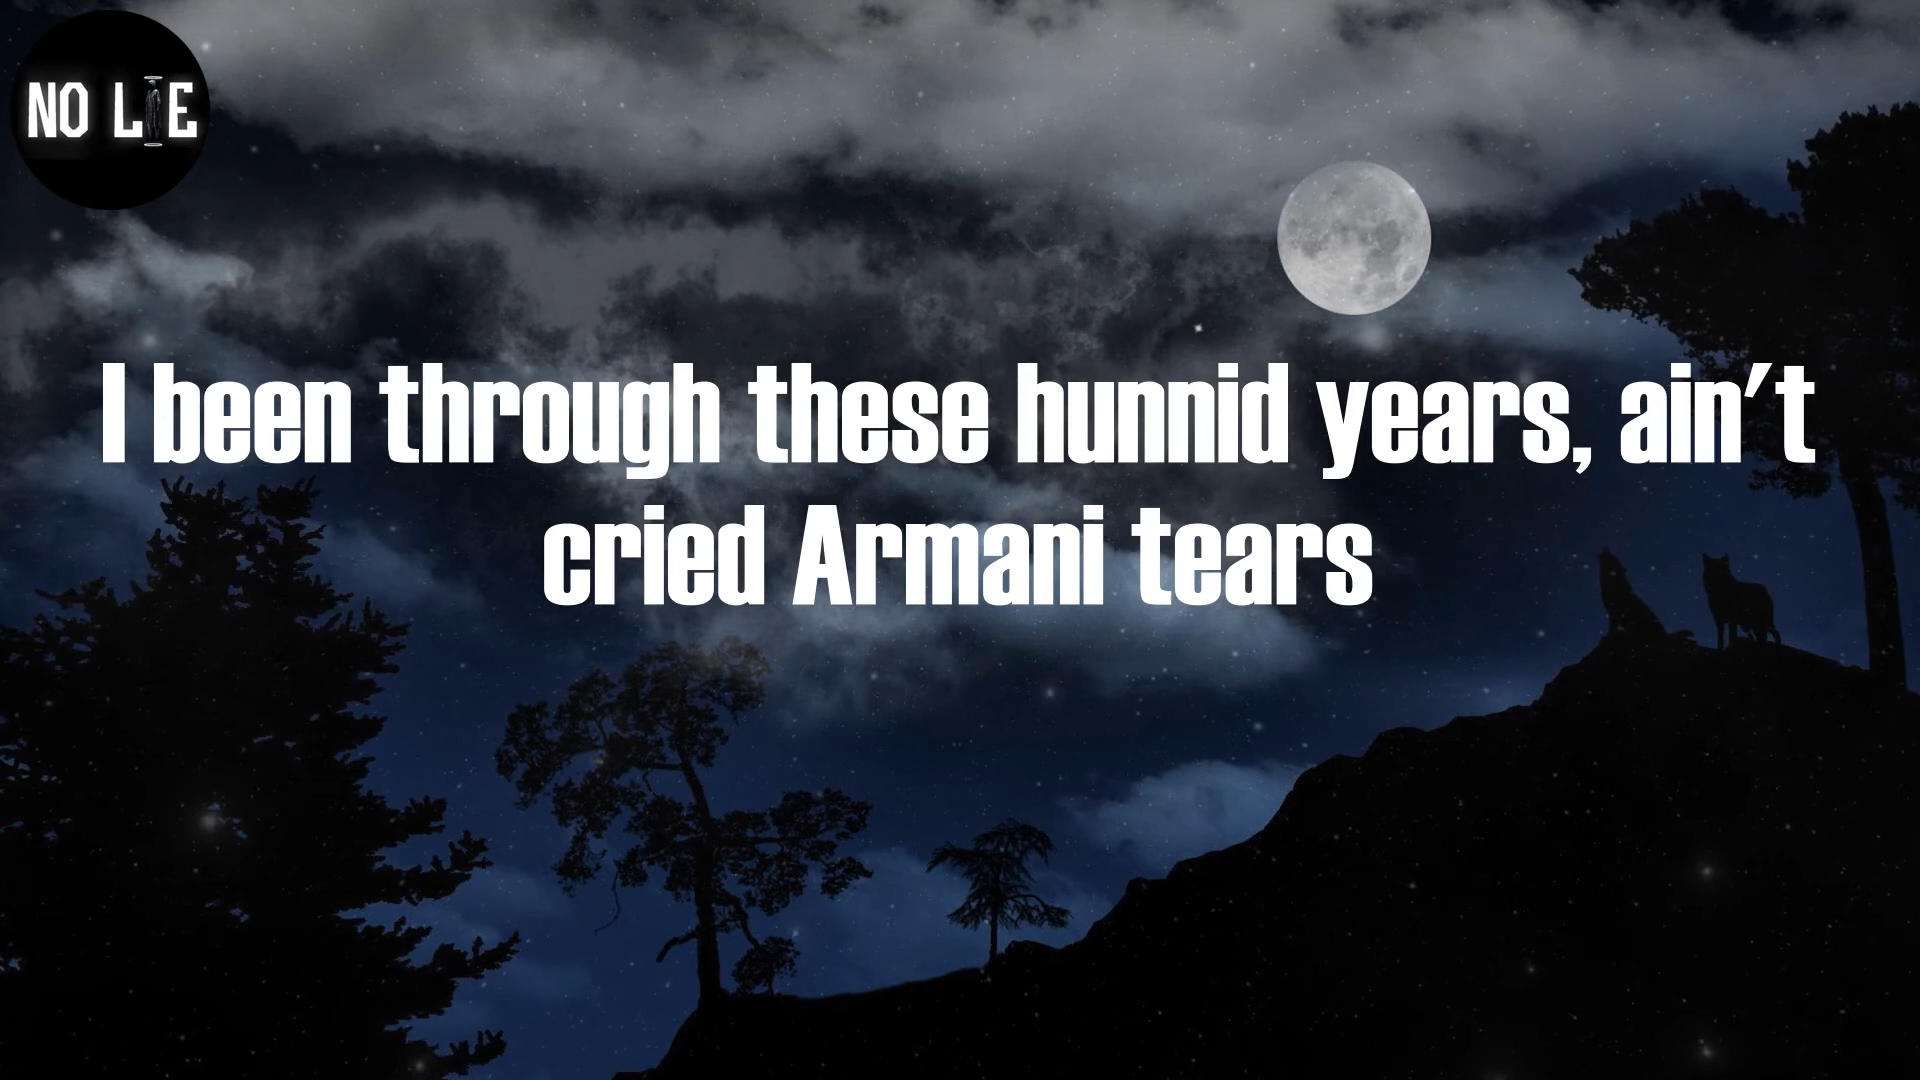 NO LIE
I been through these hunnid years, ain't
cried Armani tears